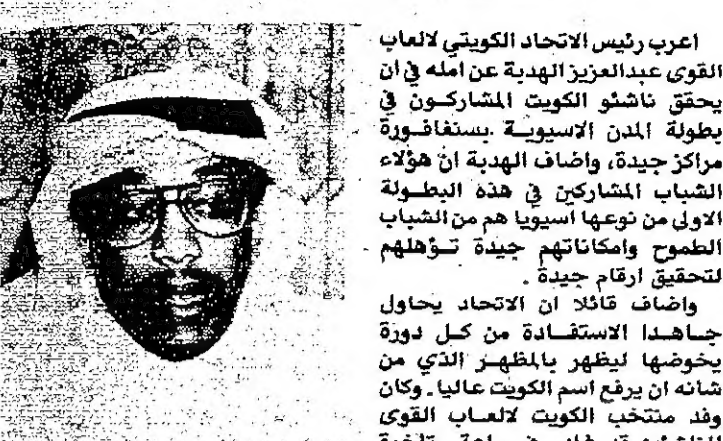 اعرب رئيس الاتحاد الكويتي لالعاب
القوى عبدالعزيز الهدبة عن امله في ان
يحقق ناشئو الكويت المشاركون في
بطولة المدن الاسيوية بسنغافورة
مراكز جيدة، واضاف الهدبة ان هؤلاء
الشباب المشاركين في هذه البطولة
الاولى من نوعها اسيويا هم من الشباب
الطموح وامكاناتهم جيدة تؤهلهم
لتحقيق ارقام جيدة .
واضاف قائلا ان الاتحاد يحاول
جاهدا الاستفادة من كل دورة
يخوضها ليظهر بالمظهر الذي من
شانه ان يرفع اسم الكويت عاليا. وكان
وفد منتخب الكويت لالعاب القوى